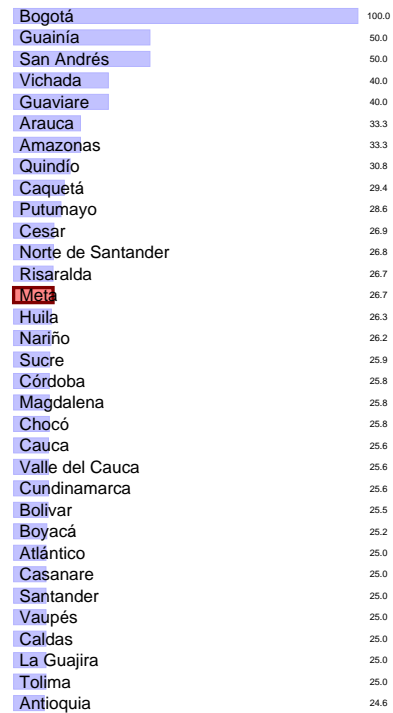 Bogotá 100.0
Guainía 50.0
San Andrés 50.0
Vichada 40.0
Guaviare 40.0
Arauca 33.3
Amazonas 33.3
Quindío 30.8
Caquetá 29.4
Putumayo 28.6
Cesar 26.9
Norte de Santander 26.8
Risaralda 26.7
Meta 26.7
Huila 26.3
Nariño 26.2
Sucre 25.9
Córdoba 25.8
Magdalena 25.8
Chocó 25.8
Cauca 25.6
Valle del Cauca 25.6
Cundinamarca 25.6
Bolivar 25.5
Boyacá 25.2
Atlántico 25.0
Casanare 25.0
Santander 25.0
Vaupés 25.0
Caldas 25.0
La Guajira 25.0
Tolima 25.0
Antioquia 24.6